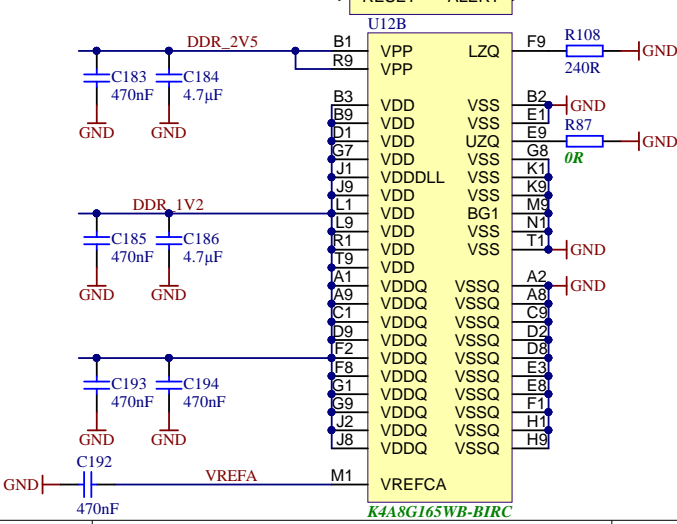 U12B
DDR_2V5
B1 VPP LZQ F9 R108
R9 VPP GND
240R
C183 C184
470nF 4.7µF
GND GND
B3 VDD VSS B2 GND
B9 VDD VSS E1 R87
D1 VDD UZQ E9 GND
G7 VDD VSS G8 0R
J1 VDDDLL VSS K1
J9 VDD VSS K9
DDR_1V2 L1 VDD BG1 M9
L9 VDD VSS N1
R1 VDD VSS T1 GND
T9 VDD
C185 C186
470nF 4.7µF
GND GND
A1 VDDQ VSSQ A2 GND
A9 VDDQ VSSQ A8
C1 VDDQ VSSQ C9
D9 VDDQ VSSQ D2
F2 VDDQ VSSQ D8
F8 VDDQ VSSQ E3
G1 VDDQ VSSQ E8
G9 VDDQ VSSQ F1
J2 VDDQ VSSQ H1
J8 VDDQ VSSQ H9
C193 C194
470nF 470nF
GND GND
C192
GND VREFA M1 VREFCA
470nF
K4A8G165WB-BIRC